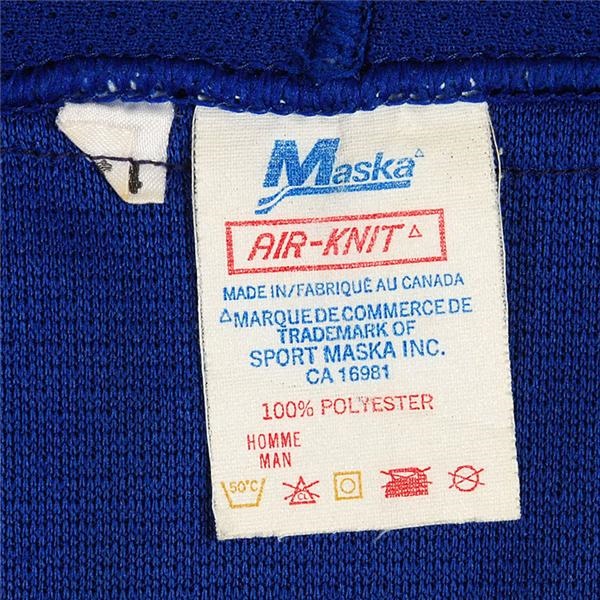 Maska△
AIR-KNIT△
MADE IN/FABRIQUÉ AU CANADA
△MARQUE DE COMMERCE DE
TRADEMARK OF
SPORT MASKA INC.
CA 16981
100% POLYESTER
HOMME
MAN
50°C
CL